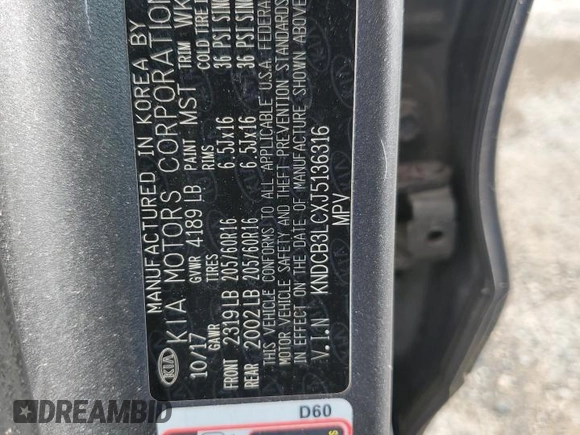 MANUFACTURED IN KOREA BY
KIA KIA MOTORS CORPORATION
10/17 GVWR 4189 LB PAINT MST TRIM WK
GAWR TIRES RIMS COLD TIRE
FRONT 2319 LB 205/60R16 6.5Jx16 36 PSI
REAR 2002 LB 205/60R16 6.5Jx16 36 PSI
THIS VEHICLE CONFORMS TO ALL APPLICABLE U.S.A. FEDERAL
MOTOR VEHICLE SAFETY AND THEFT PREVENTION STANDARDS
IN EFFECT ON THE DATE OF MANUFACTURE SHOWN ABOVE
V.I.N KNDCB3LCXJ5136316
MPV
D60
DREAMBID